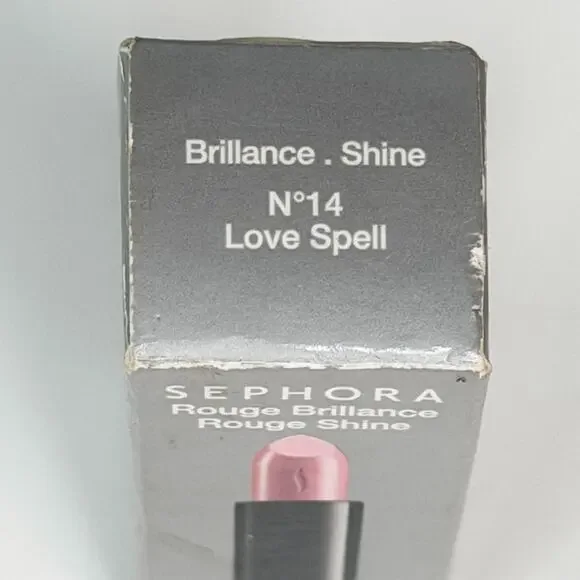 Brillance . Shine
N°14
Love Spell
SEPHORA
Rouge Brillance
Rouge Shine